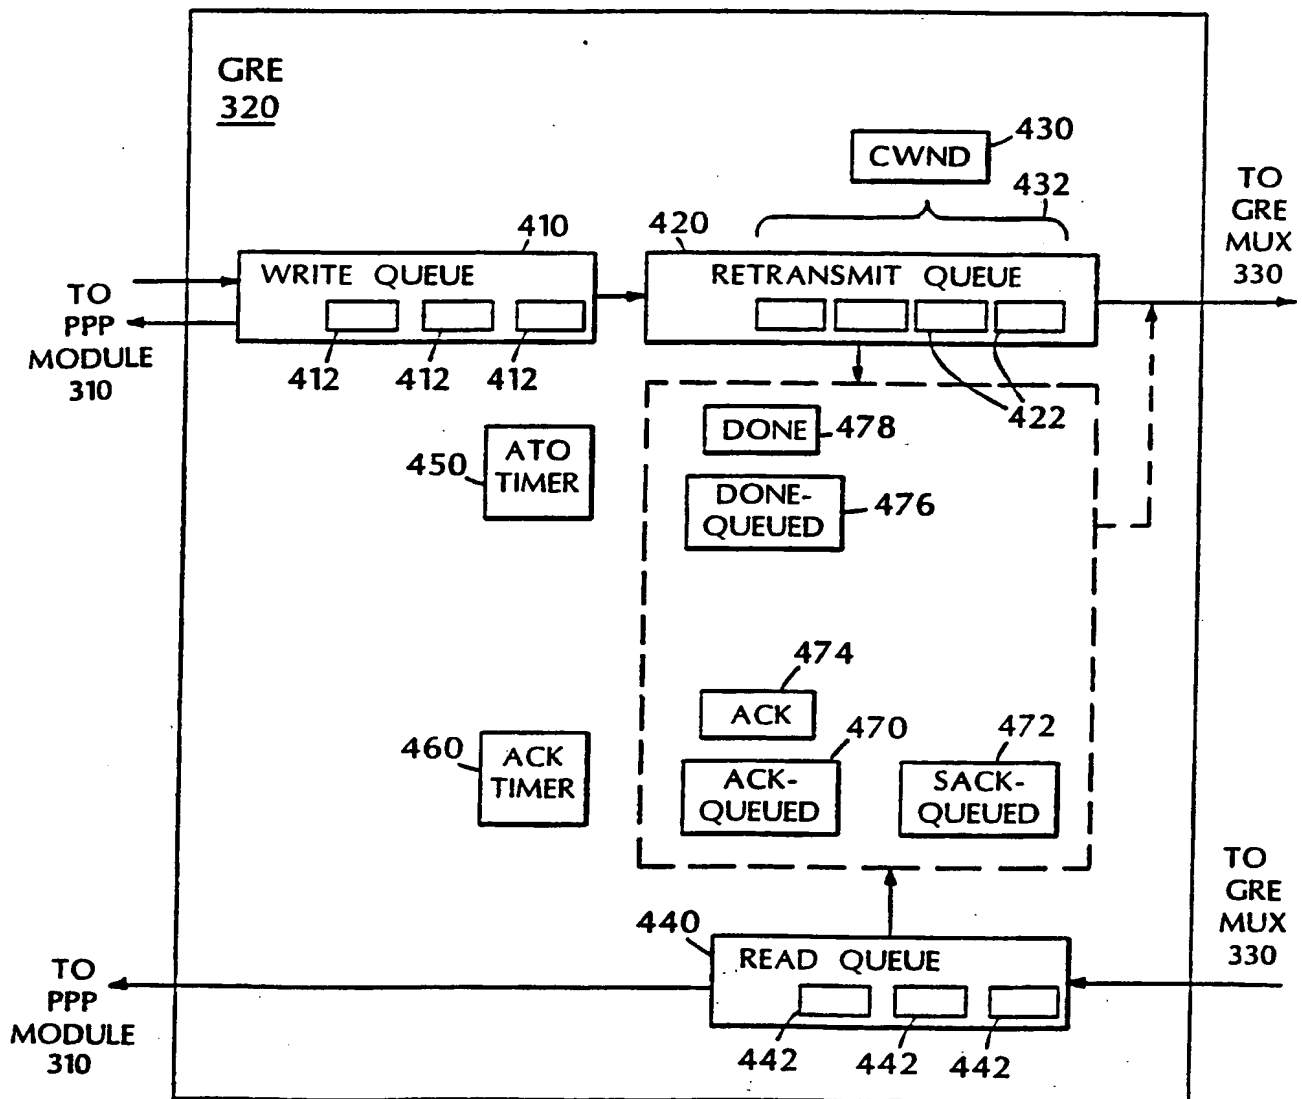 GRE
320
CWND
430
432
TO
GRE
MUX
330
410
420
WRITE QUEUE
RETRANSMIT QUEUE
TO
PPP
MODULE
310
412
412
412
422
DONE
478
ATO
TIMER
450
DONE-
QUEUED
476
474
ACK
470
472
460
ACK
TIMER
ACK-
QUEUED
SACK-
QUEUED
TO
GRE
MUX
330
440
READ QUEUE
TO
PPP
MODULE
310
442
442
442